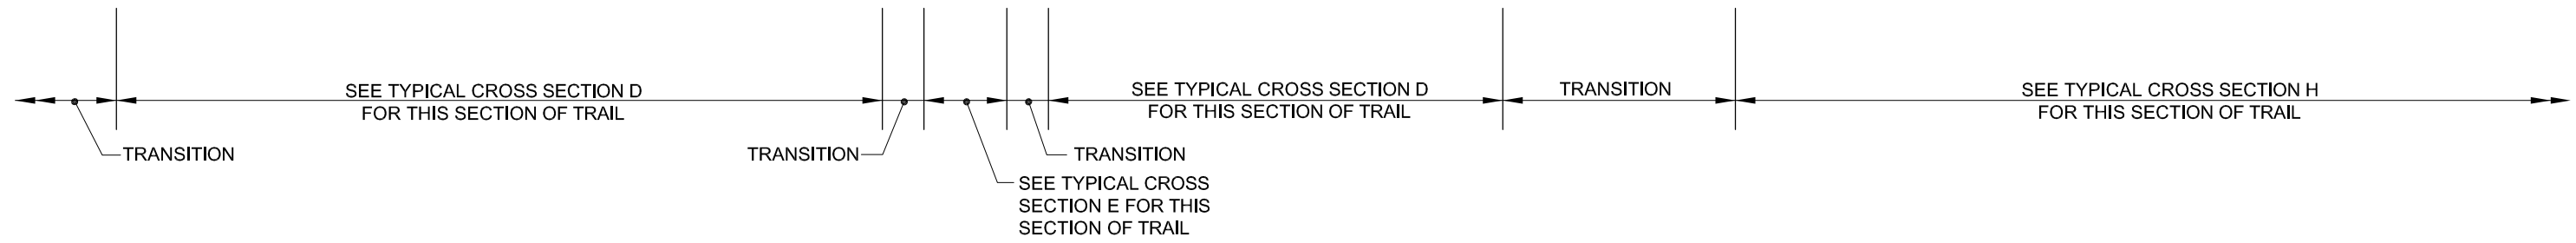 SEE TYPICAL CROSS SECTION D
FOR THIS SECTION OF TRAIL
SEE TYPICAL CROSS SECTION D
FOR THIS SECTION OF TRAIL
TRANSITION
SEE TYPICAL CROSS SECTION H
FOR THIS SECTION OF TRAIL
TRANSITION
TRANSITION
TRANSITION
SEE TYPICAL CROSS
SECTION E FOR THIS
SECTION OF TRAIL